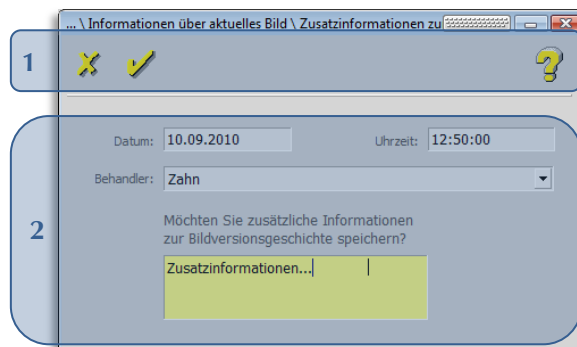 ... \ Informationen über aktuelles Bild \ Zusatzinformationen zu
1
Datum: 10.09.2010 Uhrzeit: 12:50:00
Behandler: Zahn
2
Möchten Sie zusätzliche Informationen
zur Bildversionsgeschichte speichern?
Zusatzinformationen...